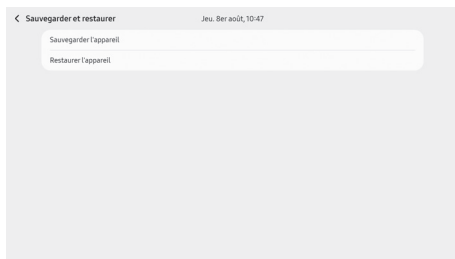 Sauvegarder et restaurer
Jeu. 8er août, 10:47
Sauvegarder l'appareil
Restaurer l'appareil